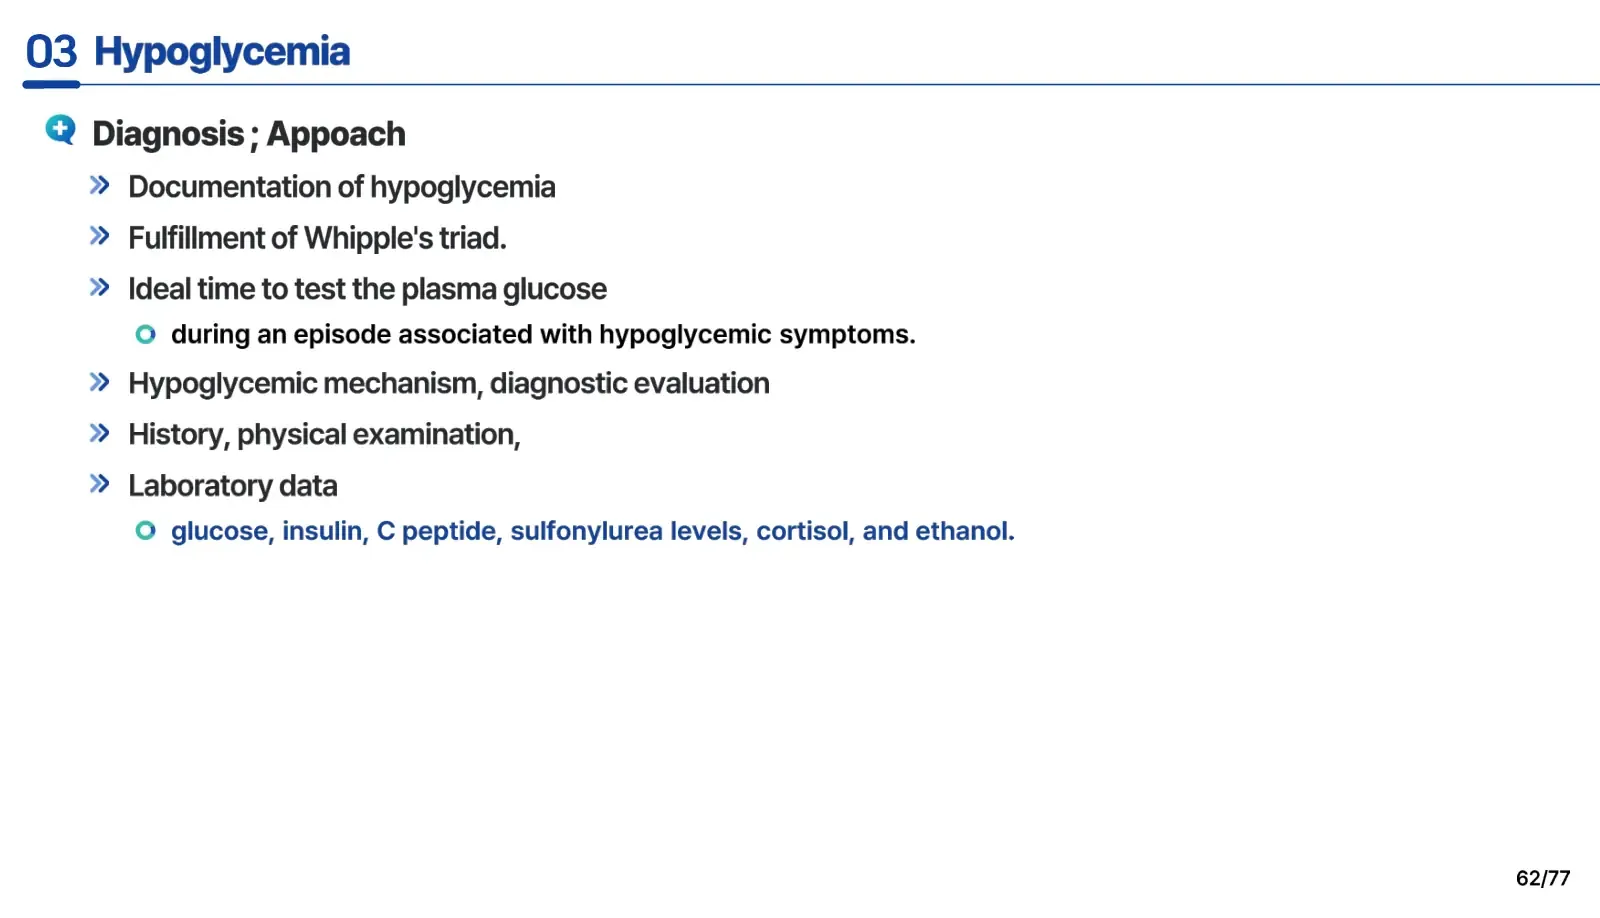 03 Hypoglycemia
Diagnosis ; Appoach
Documentation of hypoglycemia
Fulfillment of Whipple's triad.
Ideal time to test the plasma glucose
during an episode associated with hypoglycemic symptoms.
Hypoglycemic mechanism, diagnostic evaluation
History, physical examination,
Laboratory data
glucose, insulin, C peptide, sulfonylurea levels, cortisol, and ethanol.
62/77